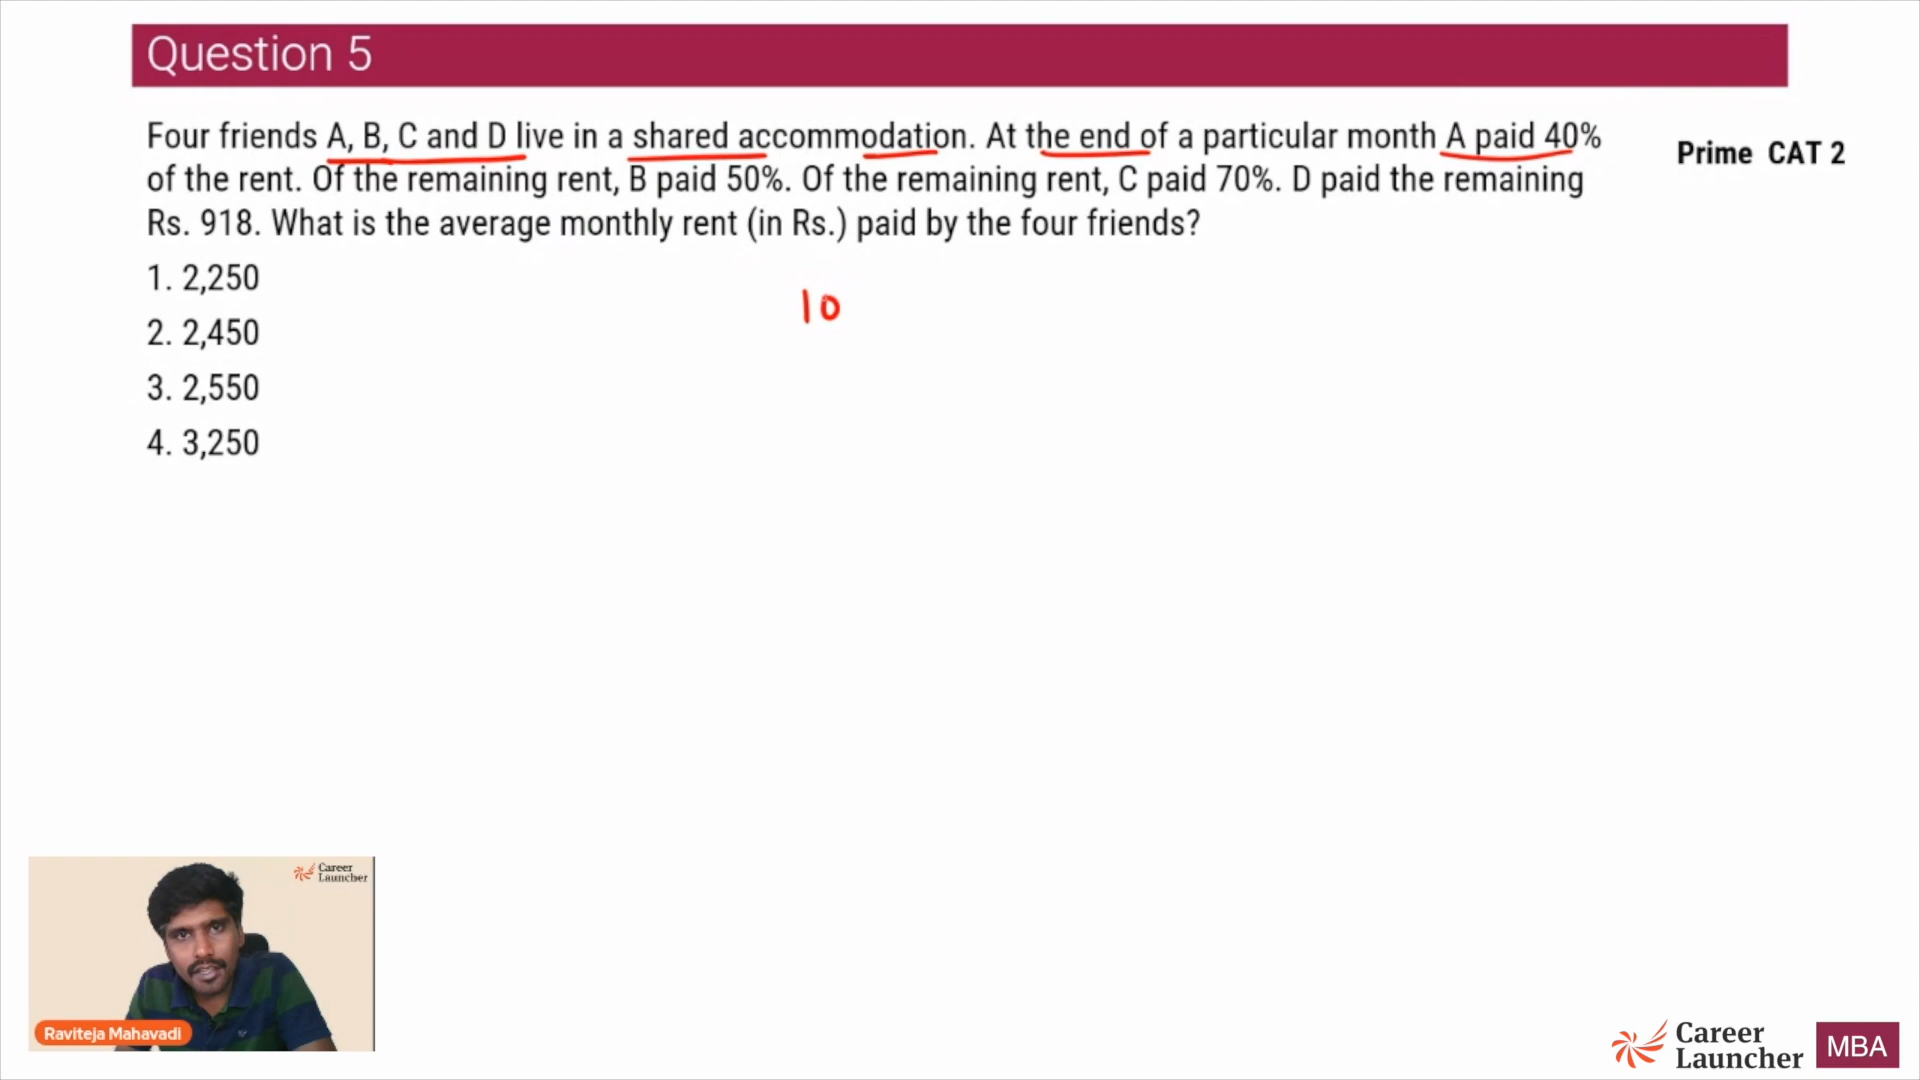 Question 5
Four friends A, B, C and D live in a shared accommodation. At the end of a particular month A paid 40%
of the rent. Of the remaining rent, B paid 50%. Of the remaining rent, C paid 70%. D paid the remaining
Rs. 918. What is the average monthly rent (in Rs.) paid by the four friends?
Prime CAT 2
1. 2,250
2. 2,450
3. 2,550
4. 3,250
10
Career
Launcher
Raviteja Mahavadi
Career
Launcher
MBA